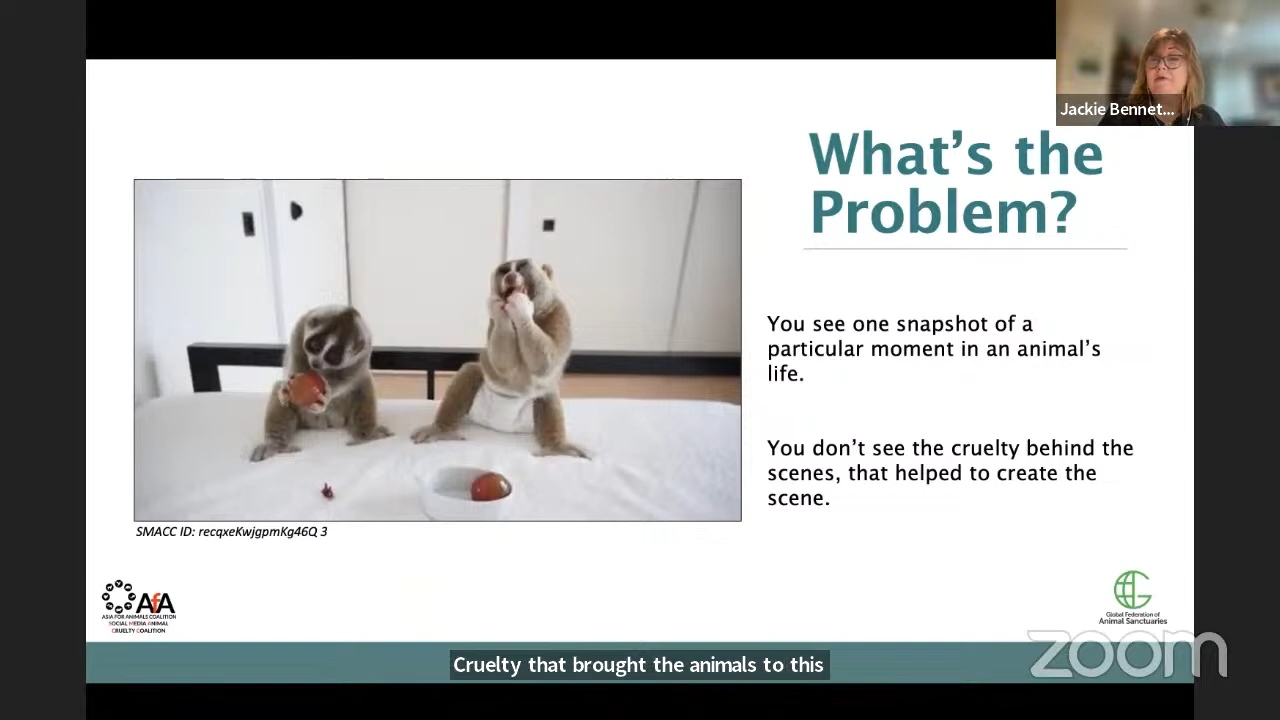 Jackie Bennet...
What's the
Problem?
You see one snapshot of a
particular moment in an animal's
life.
You don't see the cruelty behind the
scenes, that helped to create the
scene.
SMACC ID: recqxeKwjgpmKg46Q 3
AfA
ASIA FOR ANIMALS COALITION
SOCIAL MEDIA ANIMAL
CRUELTY COALITION
Global Federation of
Animal Sanctuaries
zoom
Cruelty that brought the animals to this